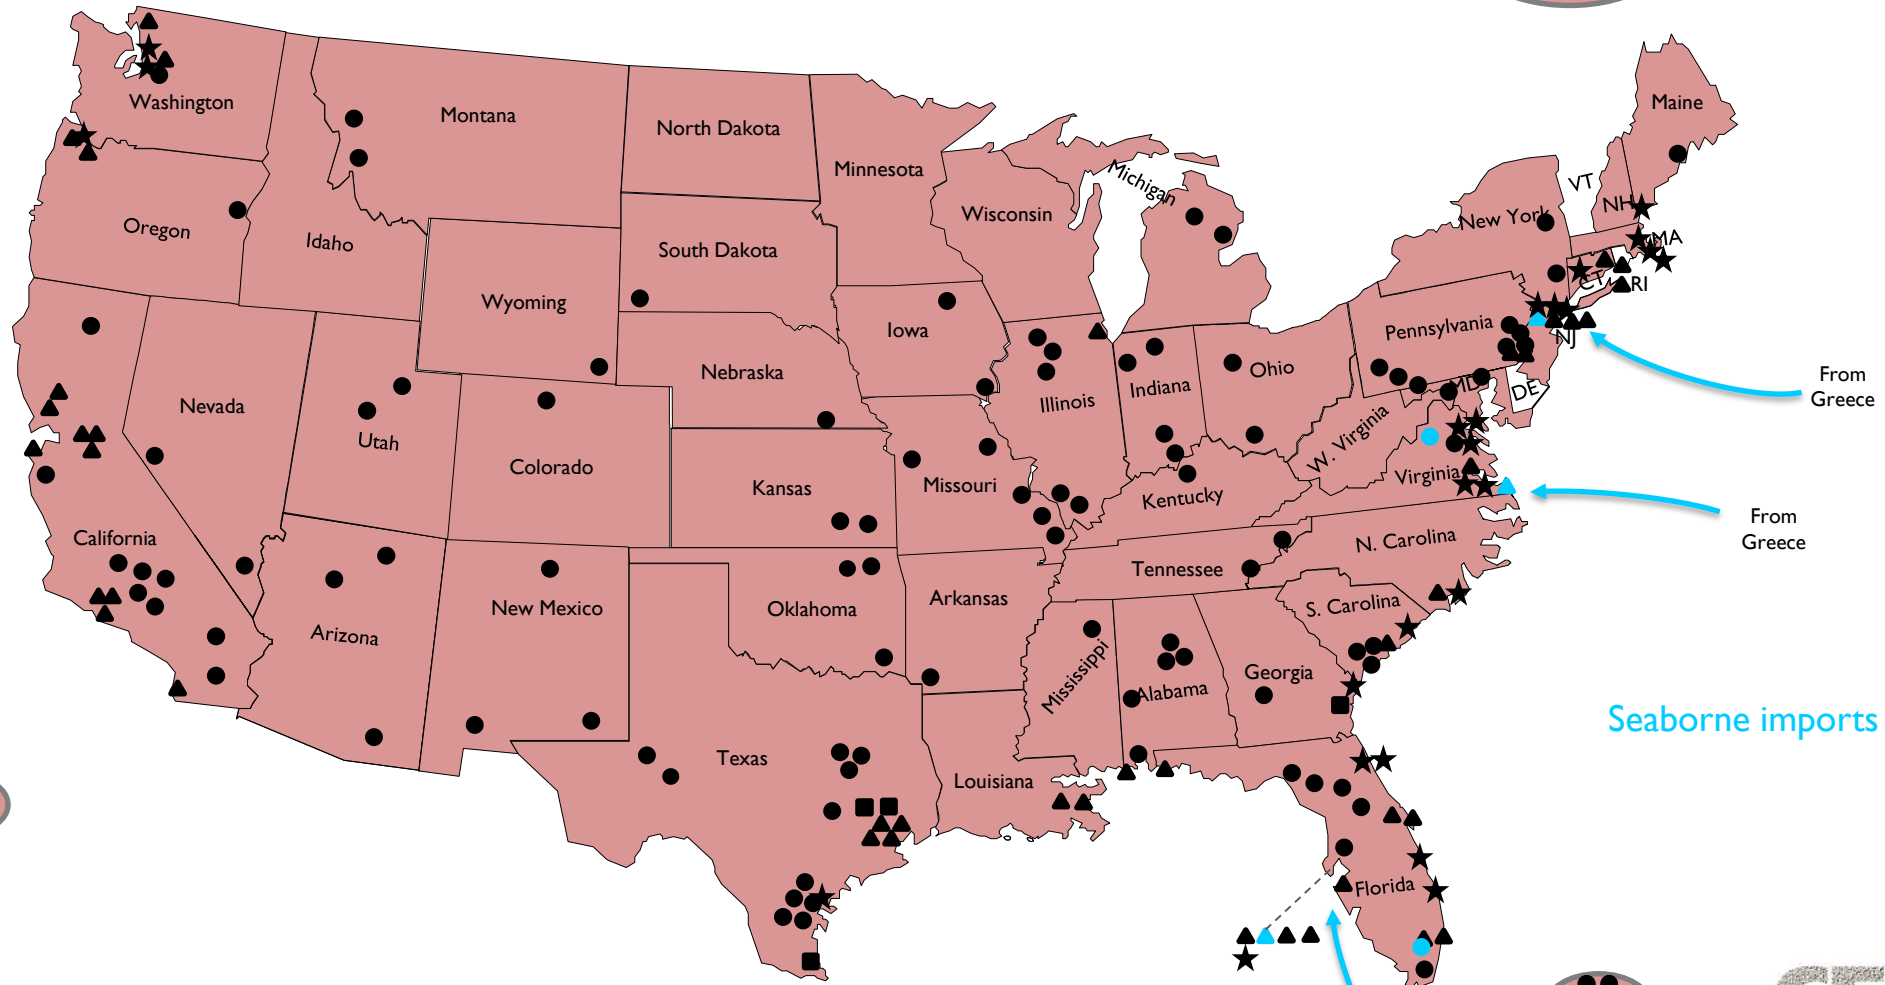 Washington
Montana
North Dakota
Minnesota
Maine
Michigan
VT
Wisconsin
NH
New York
Oregon
Idaho
South Dakota
MA
CT
RI
Wyoming
Iowa
Pennsylvania
NJ
Nebraska
Ohio
Indiana
Illinois
MD
DE
From
Greece
Nevada
Utah
Colorado
W. Virginia
Kansas
Missouri
Kentucky
Virginia
From
Greece
California
N. Carolina
Tennessee
New Mexico
Oklahoma
Arkansas
S. Carolina
Arizona
Mississippi
Alabama
Georgia
Seaborne imports
Texas
Louisiana
Florida